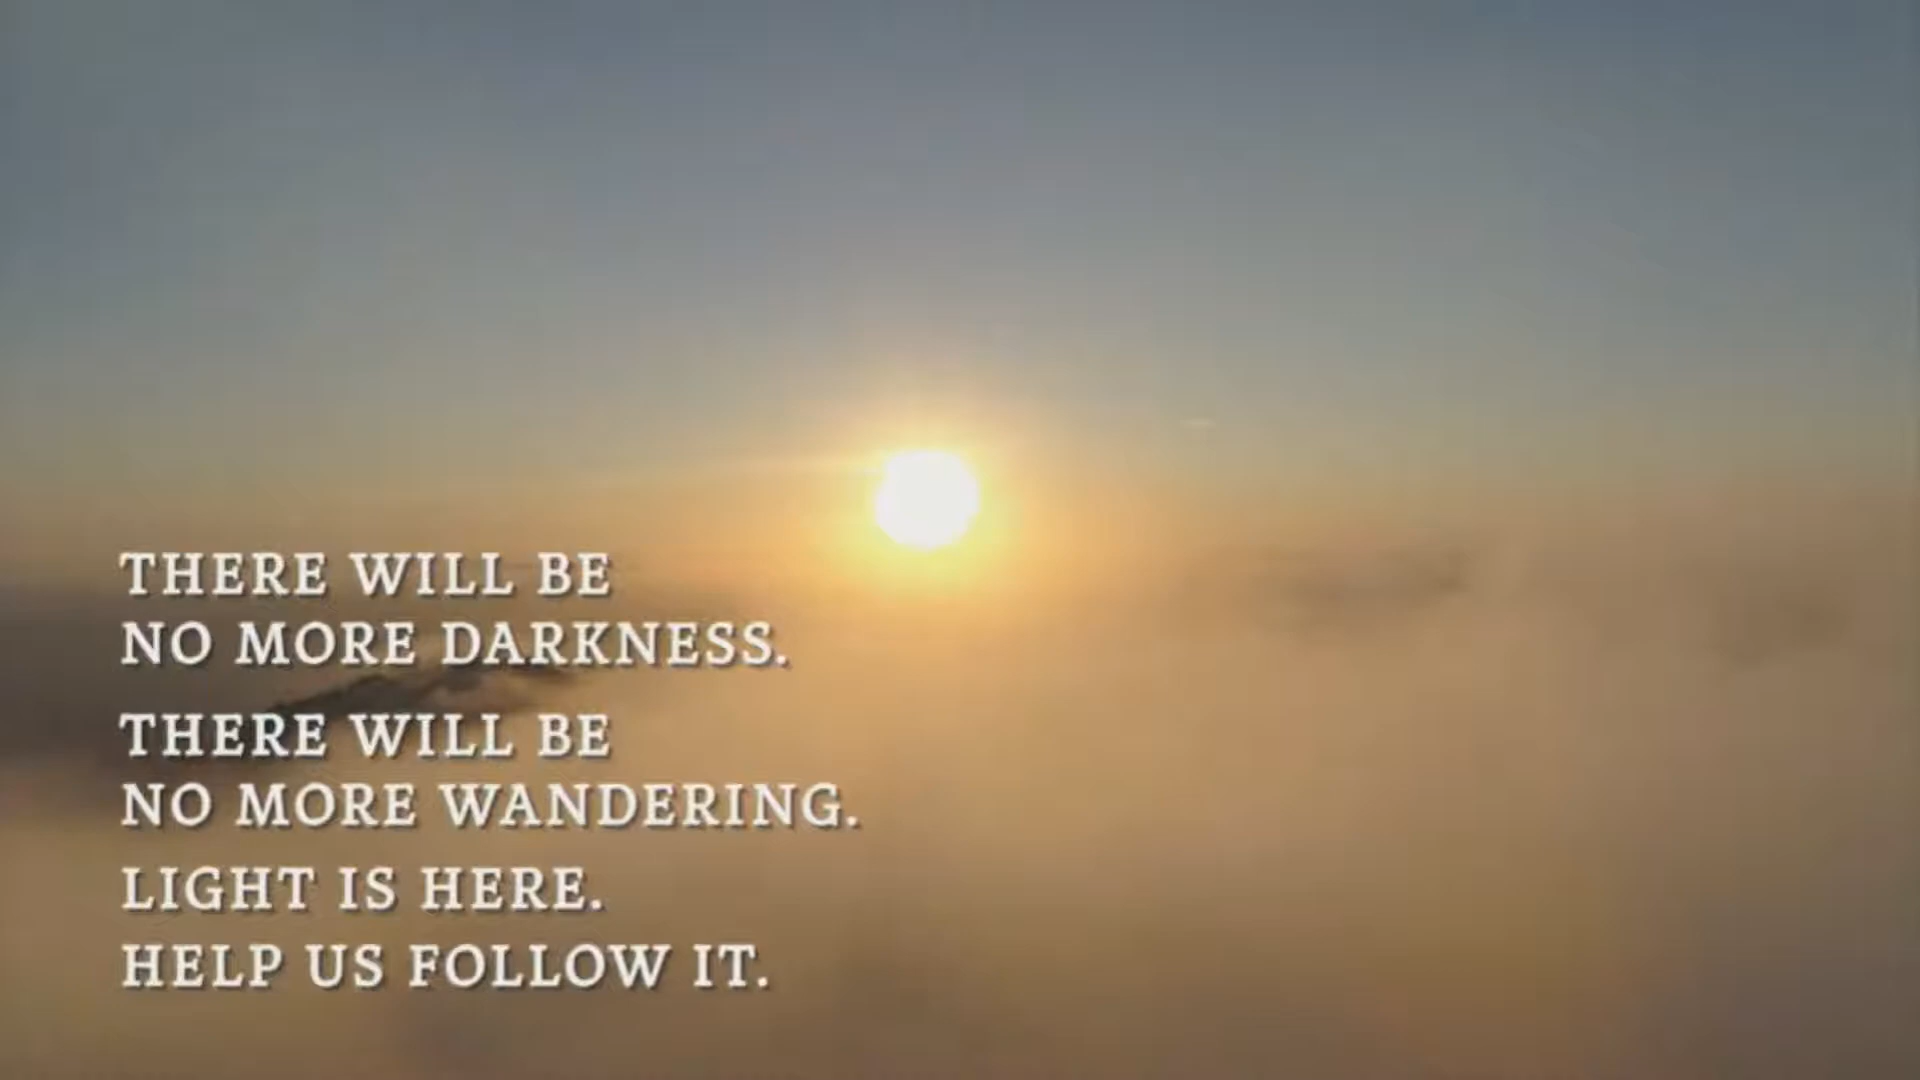 THERE WILL BE
NO MORE DARKNESS.
THERE WILL BE
NO MORE WANDERING.
LIGHT IS HERE.
HELP US FOLLOW IT.